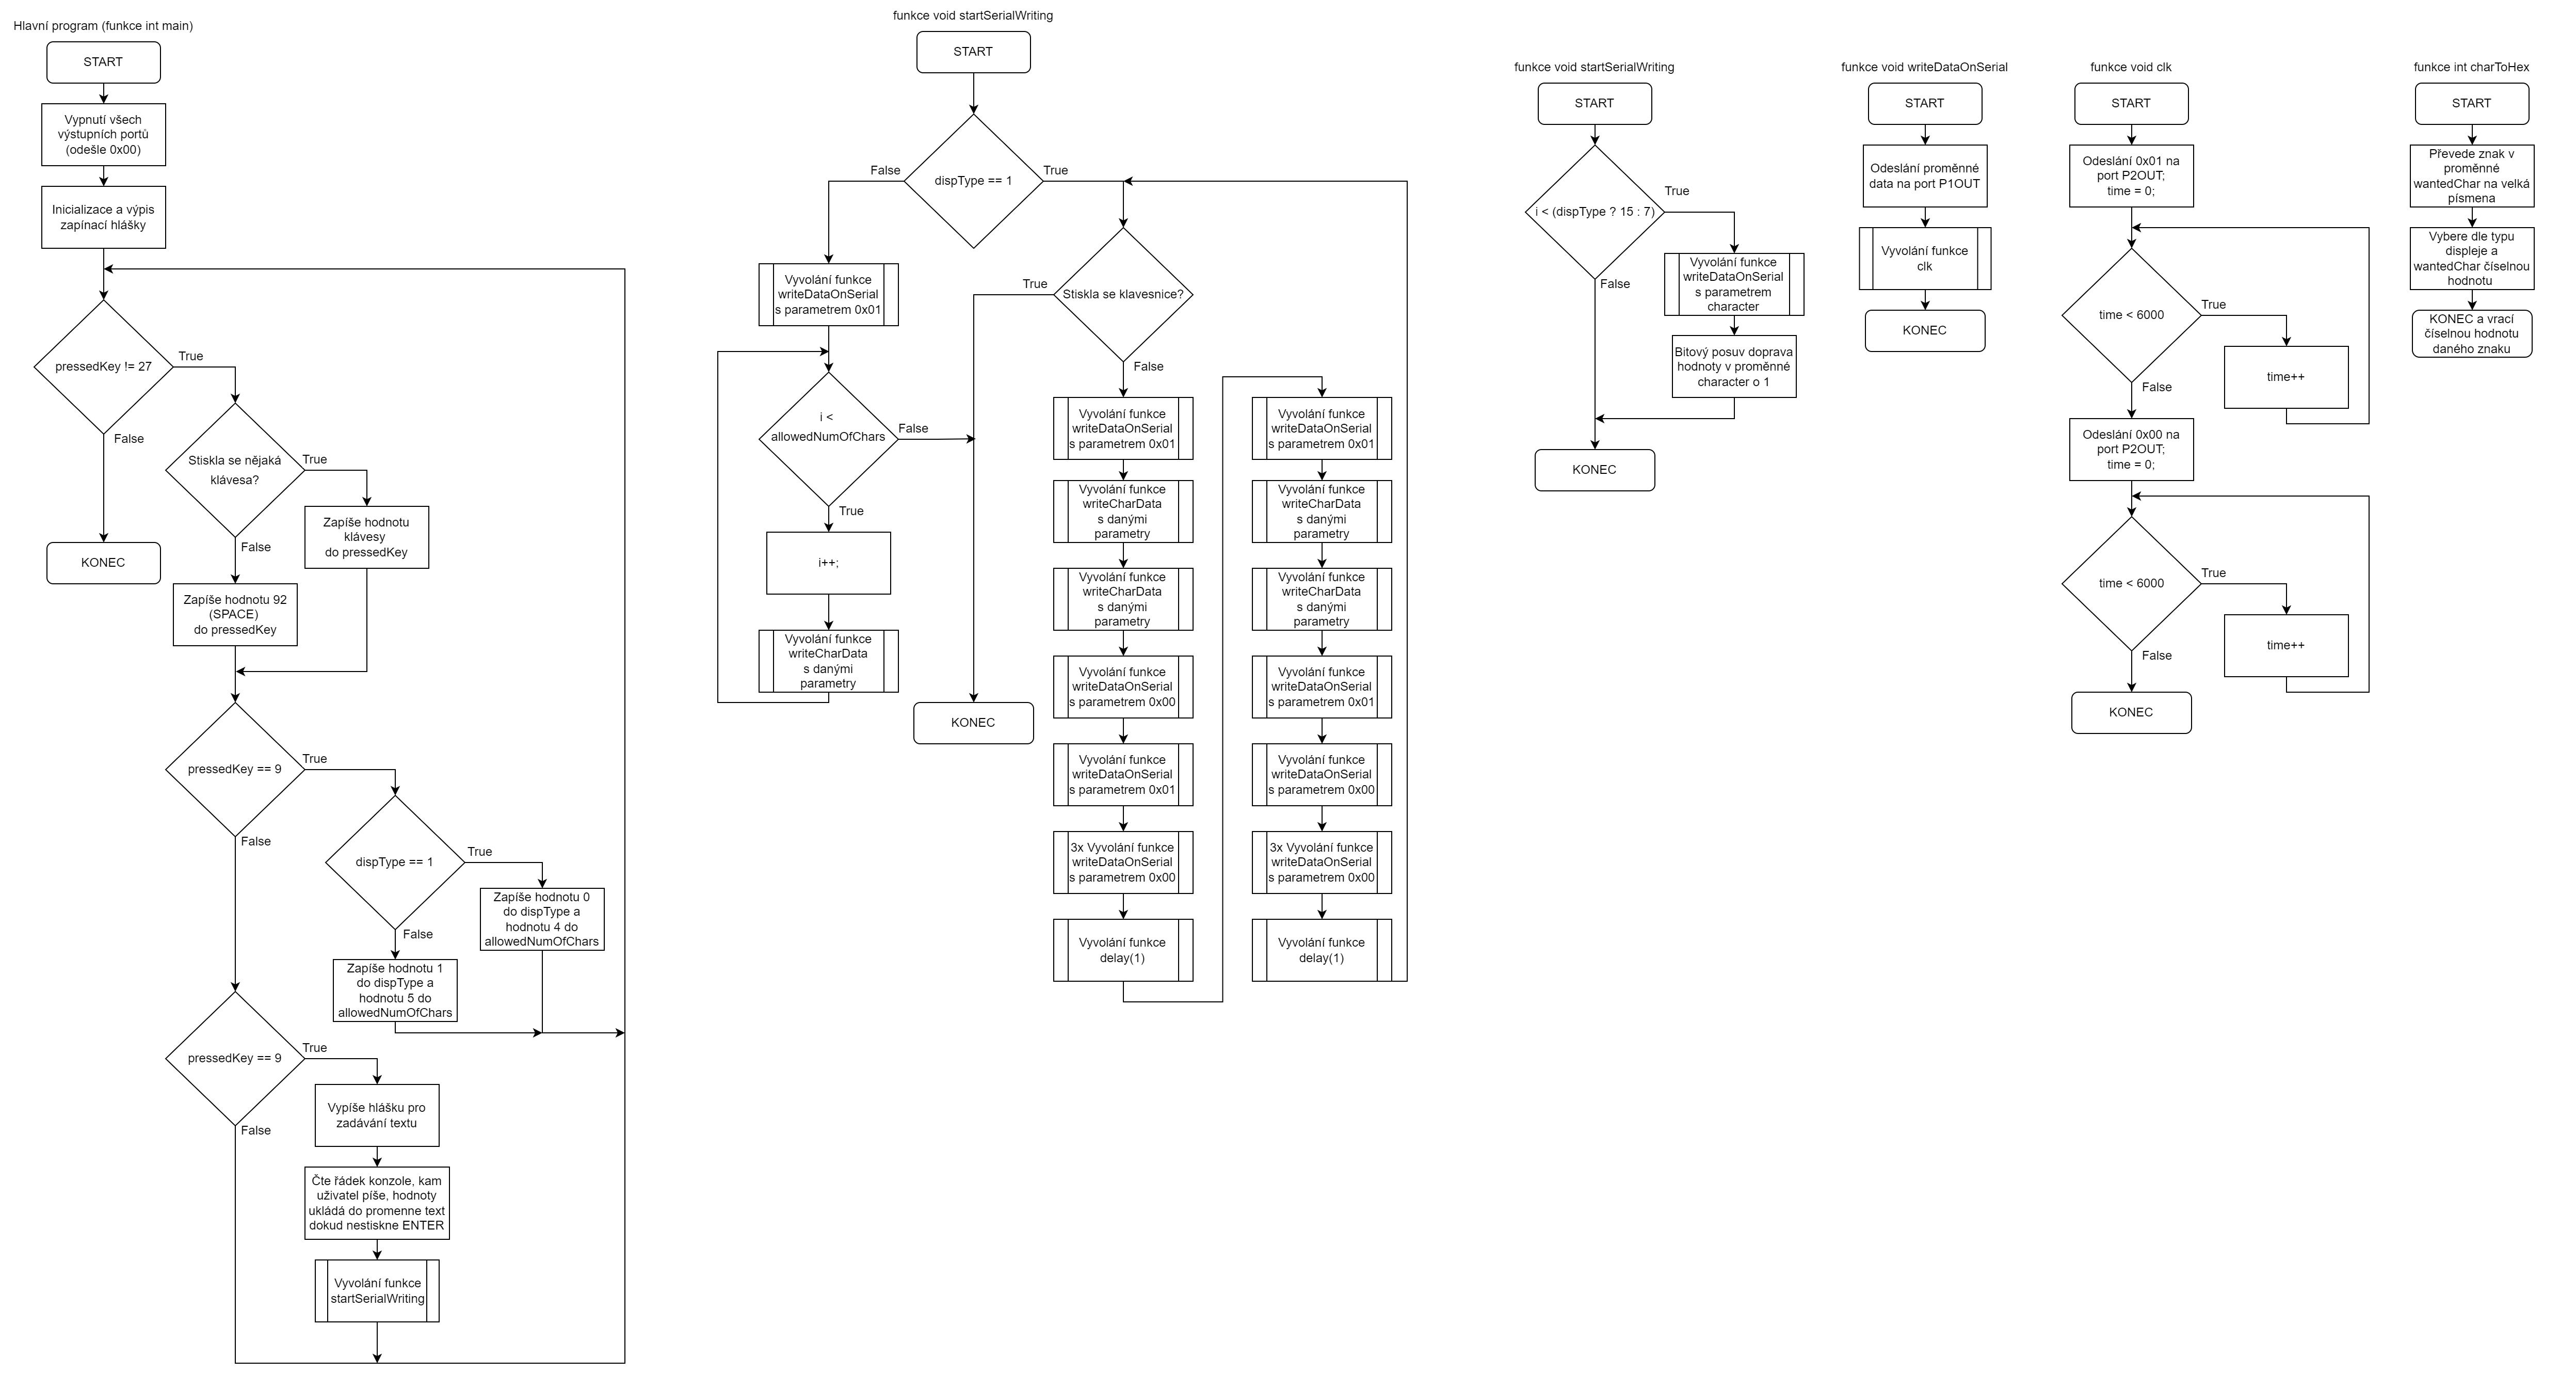 Hlavní program (funkce int main)
START
Vypnutí všech
výstupních portů
(odešle 0x00)
Inicializace a výpis
zapínací hlášky
pressedKey != 27
True
False
KONEC
Stiskla se nějaká
klávesa?
True
False
Zapíše hodnotu
klávesy
do pressedKey
Zapíše hodnotu 92
(SPACE)
do pressedKey
pressedKey == 9
True
False
dispType == 1
True
False
Zapíše hodnotu 0
do dispType a
hodnotu 4 do
allowedNumOfChars
Zapíše hodnotu 1
do dispType a
hodnotu 5 do
allowedNumOfChars
pressedKey == 9
True
False
Vypíše hlášku pro
zadávání textu
Čte řádek konzole, kam
uživatel píše, hodnoty
ukládá do promenne text
dokud nestiskne ENTER
Vyvolání funkce
startSerialWriting
funkce void startSerialWriting
START
dispType == 1
False
True
Vyvolání funkce
writeDataOnSerial
s parametrem 0x01
i <
allowedNumOfChars
False
True
i++;
Vyvolání funkce
writeCharData
s danými
parametry
KONEC
Stiskla se klavesnice?
True
False
Vyvolání funkce
writeDataOnSerial
s parametrem 0x01
Vyvolání funkce
writeCharData
s danými
parametry
Vyvolání funkce
writeCharData
s danými
parametry
Vyvolání funkce
writeDataOnSerial
s parametrem 0x00
Vyvolání funkce
writeDataOnSerial
s parametrem 0x01
3x Vyvolání funkce
writeDataOnSerial
s parametrem 0x00
Vyvolání funkce
delay(1)
Vyvolání funkce
writeDataOnSerial
s parametrem 0x01
Vyvolání funkce
writeCharData
s danými
parametry
Vyvolání funkce
writeCharData
s danými
parametry
Vyvolání funkce
writeDataOnSerial
s parametrem 0x01
Vyvolání funkce
writeDataOnSerial
s parametrem 0x00
3x Vyvolání funkce
writeDataOnSerial
s parametrem 0x00
Vyvolání funkce
delay(1)
funkce void startSerialWriting
START
i < (dispType ? 15 : 7)
True
False
Vyvolání funkce
writeDataOnSerial
s parametrem
character
Bitový posuv doprava
hodnoty v proměnné
character o 1
KONEC
funkce void writeDataOnSerial
START
Odeslání proměnné
data na port P1OUT
Vyvolání funkce
clk
KONEC
funkce void clk
START
Odeslání 0x01 na
port P2OUT;
time = 0;
time < 6000
True
False
time++
Odeslání 0x00 na
port P2OUT;
time = 0;
time < 6000
True
False
time++
KONEC
funkce int charToHex
START
Převede znak v
proměnné
wantedChar na velká
písmena
Vybere dle typu
displeje a
wantedChar číselnou
hodnotu
KONEC a vrací
číselnou hodnotu
daného znaku